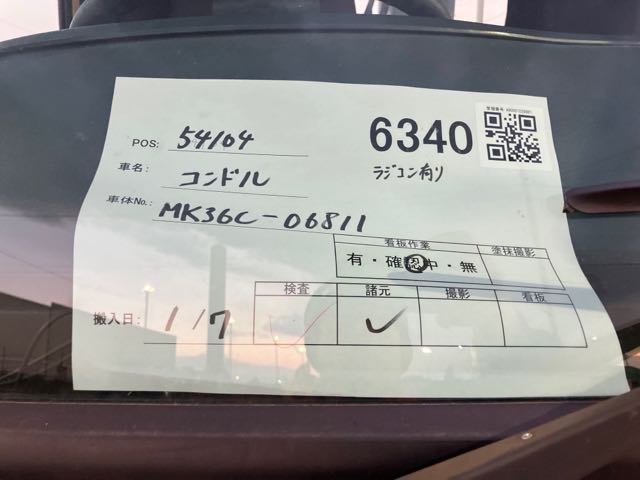 POS: 54104
6340
車名: コンドル
ラジコン有り
車体No.: MK36C-06811
看板作業 塗抹撮影
有・確認中・無
検査 諸元 撮影 看板
搬入日: 1/7